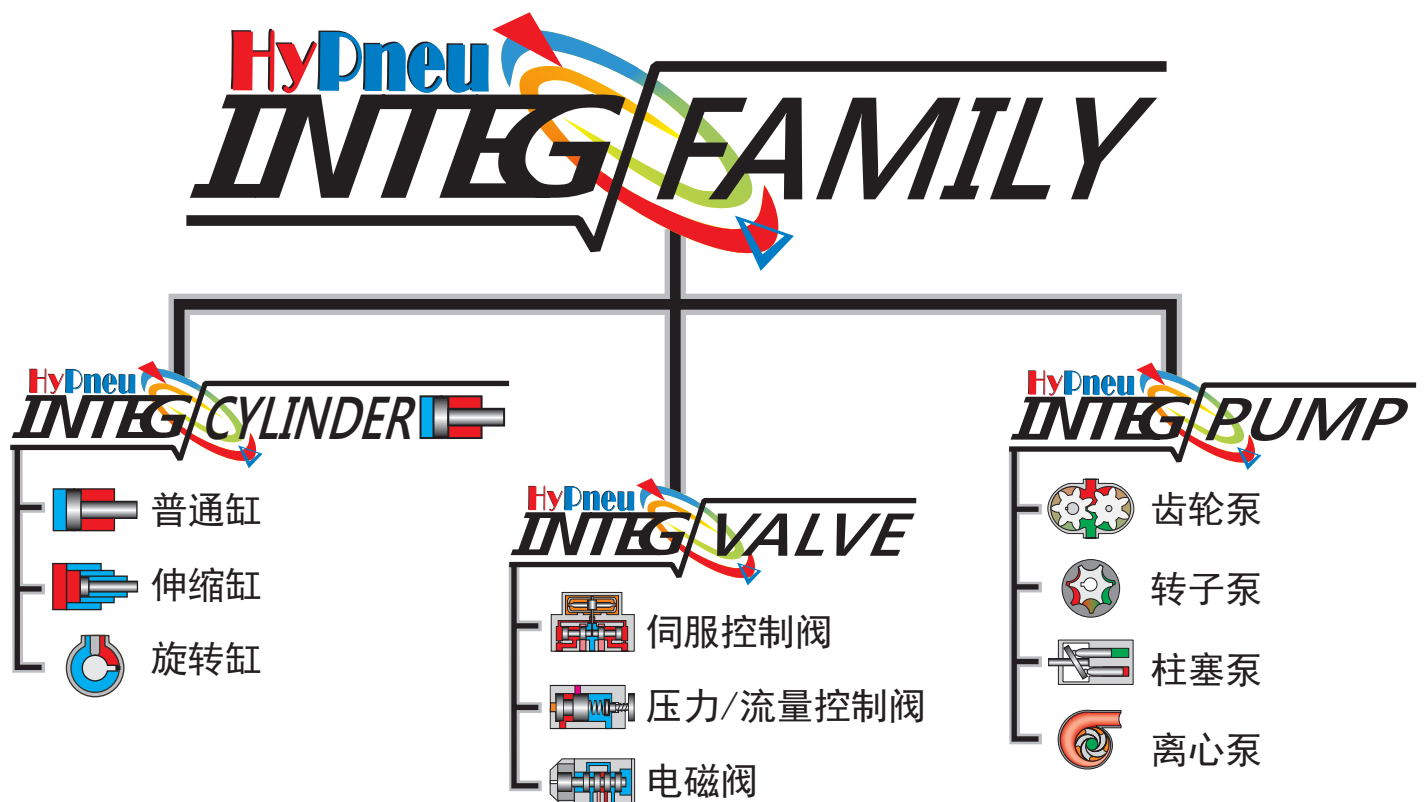 HyPneu
INTEG FAMILY
HyPneu
INTEG CYLINDER
普通缸
伸缩缸
旋转缸
HyPneu
INTEG VALVE
伺服控制阀
压力/流量控制阀
电磁阀
HyPneu
INTEG PUMP
齿轮泵
转子泵
柱塞泵
离心泵